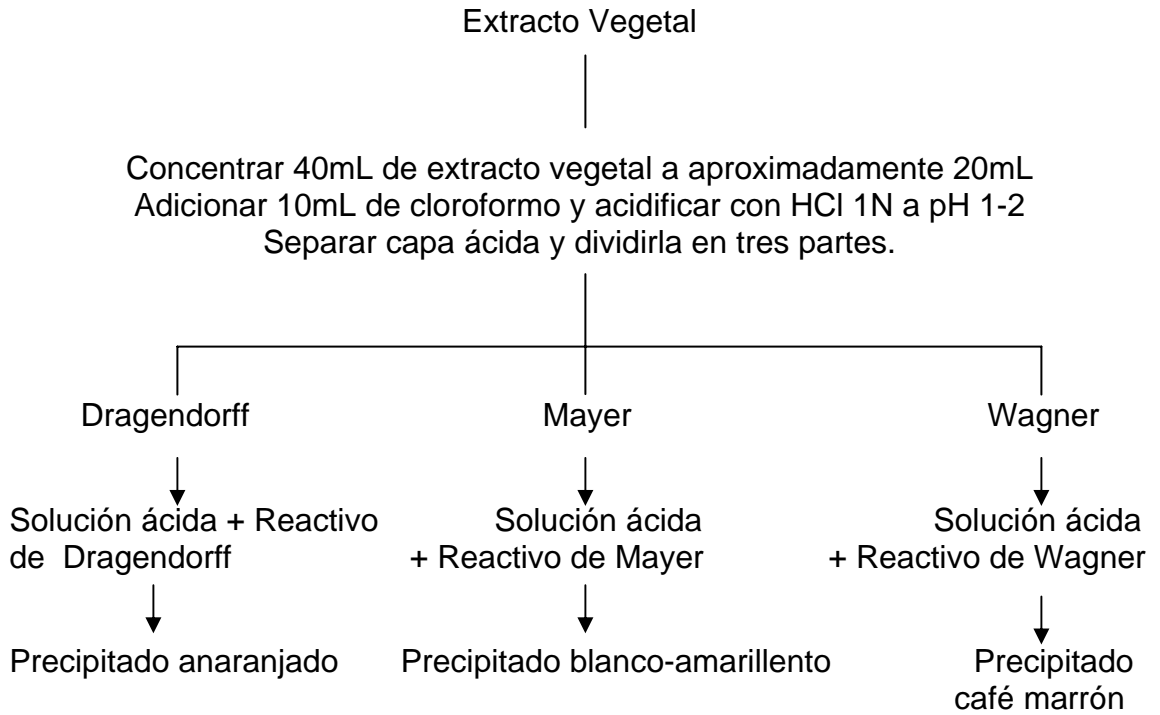 Extracto Vegetal
Concentrar 40mL de extracto vegetal a aproximadamente 20mL
Adicionar 10mL de cloroformo y acidificar con HCl 1N a pH 1-2
Separar capa ácida y dividirla en tres partes.
Dragendorff
Mayer
Wagner
Solución ácida + Reactivo
de Dragendorff
Solución ácida
+ Reactivo de Mayer
Solución ácida
+ Reactivo de Wagner
Precipitado anaranjado
Precipitado blanco-amarillento
Precipitado
café marrón